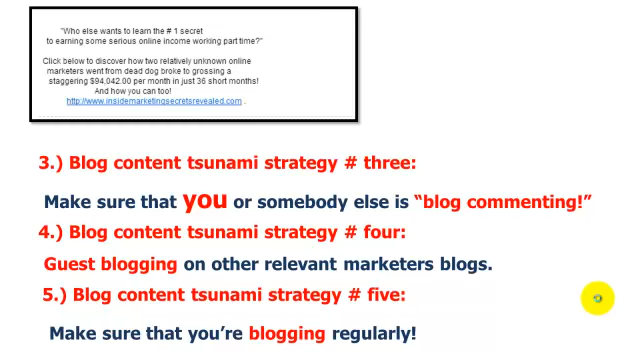 "Who else wants to learn the # 1 secret
to earning some serious online income working part time?"
Click below to discover how two relatively unknown online
marketers went from dead dog broke to grossing a
staggering $94,042.00 per month in just 36 short months!
And how you can too!
http://www.insidemarketingsecretsrevealed.com .
3.) Blog content tsunami strategy # three:
Make sure that you or somebody else is “blog commenting!”
4.) Blog content tsunami strategy # four:
Guest blogging on other relevant marketers blogs.
5.) Blog content tsunami strategy # five:
Make sure that you’re blogging regularly!